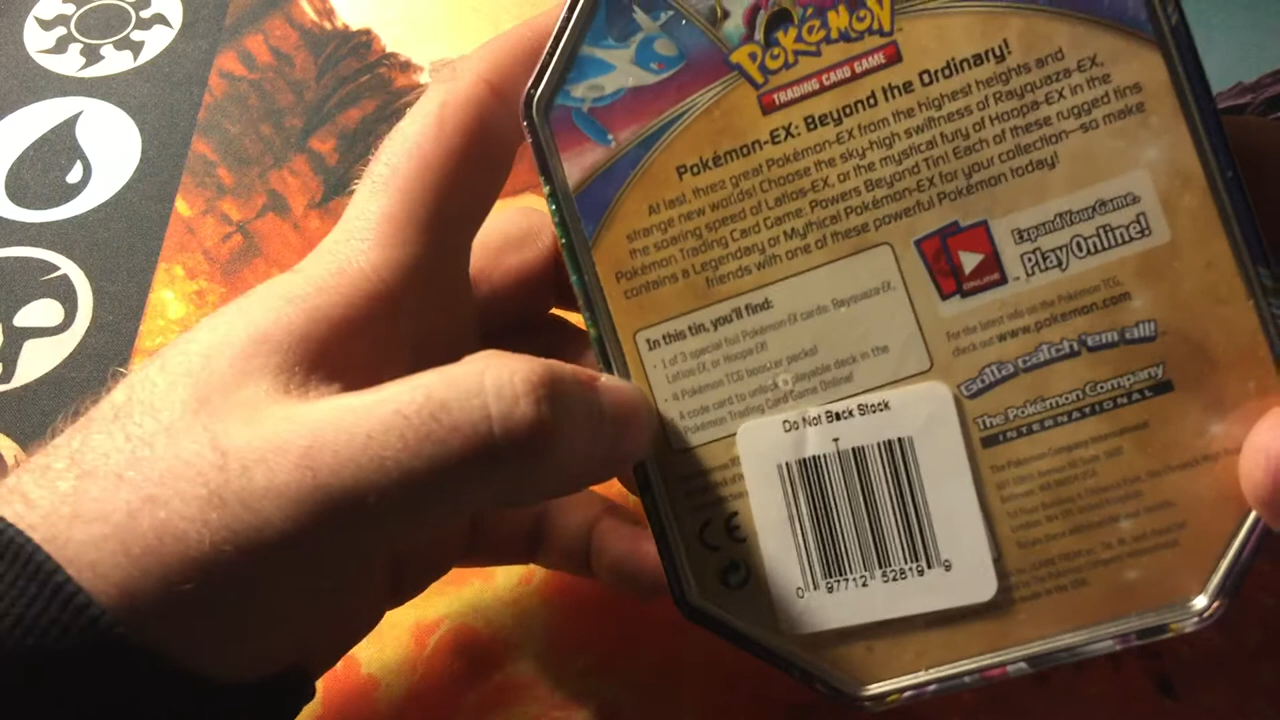 Pokémon
TRADING CARD GAME
Pokémon-EX: Beyond the Ordinary!
At last, three great Pokémon-EX from the highest heights and
strange new worlds! Choose the sky-high swiftness of Rayquaza-EX,
the soaring speed of Latios-EX, or the mystical fury of Hoopa-EX in the
Pokémon Trading Card Game: Powers Beyond Tin! Each of these rugged tins
contains a Legendary or Mythical Pokémon-EX for your collection—so make
friends with one of these powerful Pokémon today!
In this tin, you'll find:
• 1 of 3 special foil Pokémon-EX cards: Rayquaza-EX,
Latios-EX, or Hoopa-EX!
• 4 Pokémon TCG booster packs!
• A code card to unlock a playable deck in the
Pokémon Trading Card Game Online!
ONLINE
Expand Your Game.
Play Online!
For the latest info on the Pokémon TCG,
check out www.pokemon.com
Gotta catch 'em all!
The Pokémon Company
INTERNATIONAL
The Pokémon Company International
CE
Do Not Back Stock
T
0 97712 52819 9